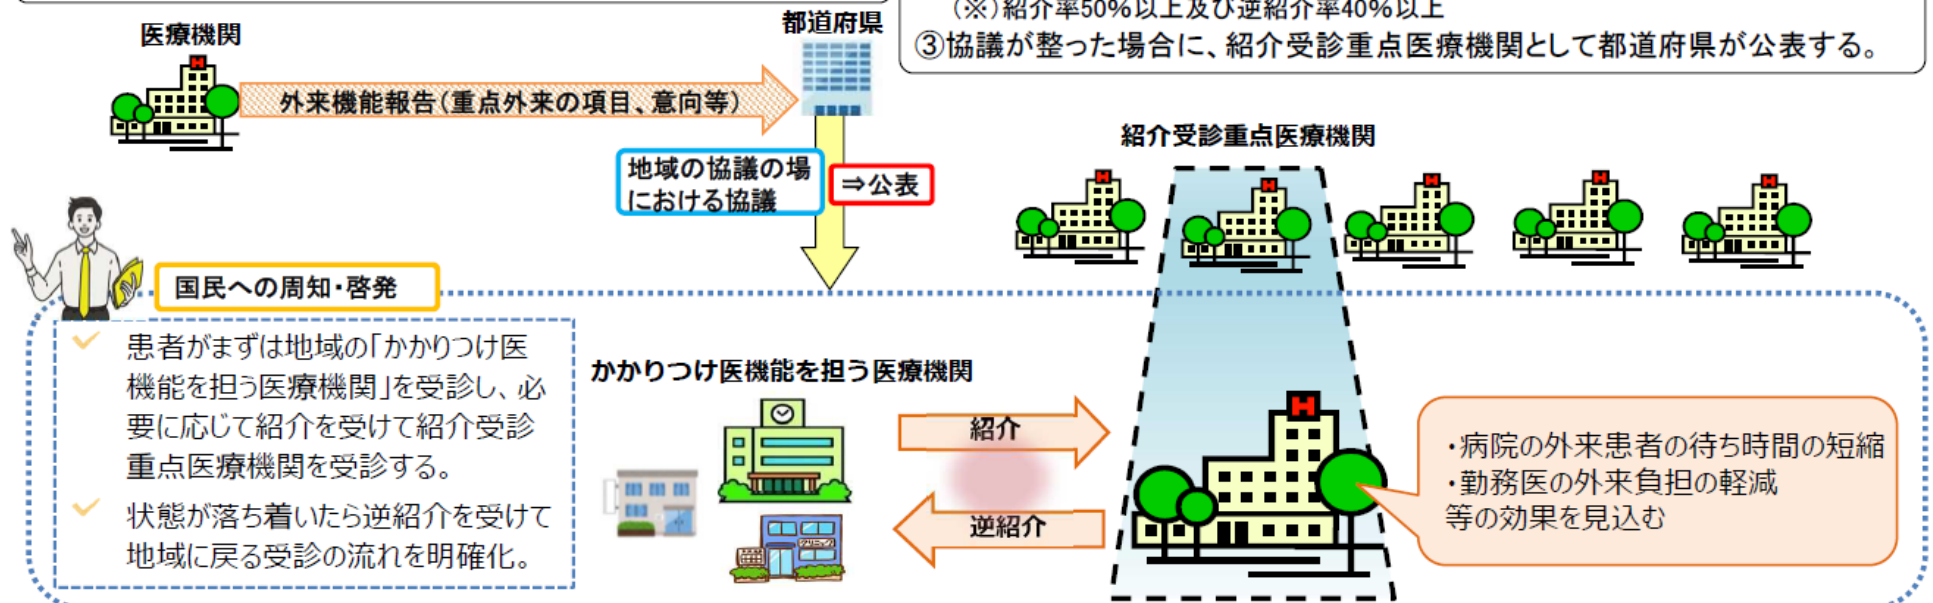 （※）紹介率50%以上及び逆紹介率40%以上
③協議が整った場合に、紹介受診重点医療機関として都道府県が公表する。
医療機関
都道府県
外来機能報告（重点外来の項目、意向等）
地域の協議の場
における協議
⇒公表
紹介受診重点医療機関
国民への周知・啓発
患者がまずは地域の「かかりつけ医
機能を担う医療機関」を受診し、必
要に応じて紹介を受けて紹介受診
重点医療機関を受診する。
状態が落ち着いたら逆紹介を受けて
地域に戻る受診の流れを明確化。
かかりつけ医機能を担う医療機関
紹介
逆紹介
クリニック
・病院の外来患者の待ち時間の短縮
・勤務医の外来負担の軽減
等の効果を見込む
H
H
H
H
H
H
H